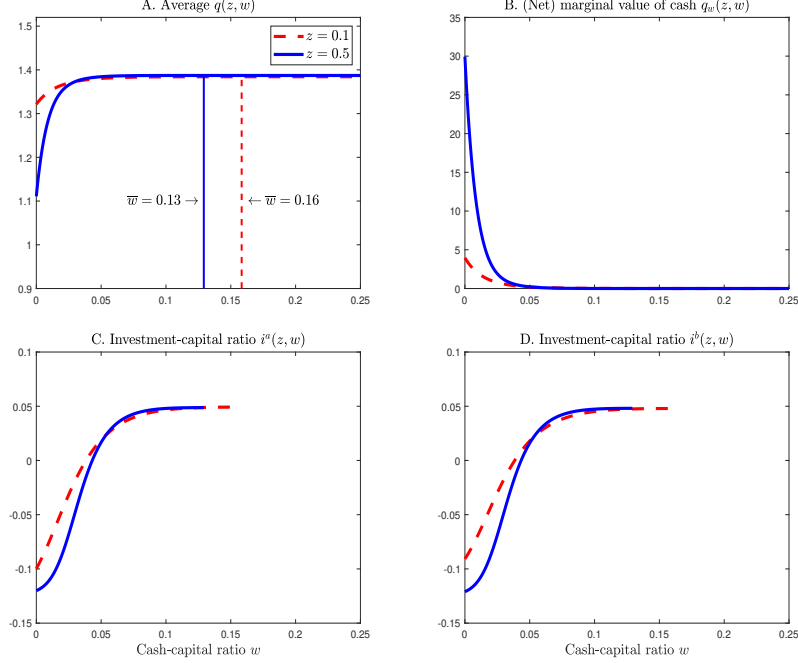 A. Average q(z, w)
1.5
1.4
1.3
1.2
1.1
1
0.9
z = 0.1
z = 0.5
w̅ = 0.13 →
← w̅ = 0.16
0 0.05 0.1 0.15 0.2 0.25
B. (Net) marginal value of cash q_w(z, w)
35
30
25
20
15
10
5
0
0 0.05 0.1 0.15 0.2 0.25
C. Investment-capital ratio i^a(z, w)
0.1
0.05
0
-0.05
-0.1
-0.15
0 0.05 0.1 0.15 0.2 0.25
Cash-capital ratio w
D. Investment-capital ratio i^b(z, w)
0.1
0.05
0
-0.05
-0.1
-0.15
0 0.05 0.1 0.15 0.2 0.25
Cash-capital ratio w